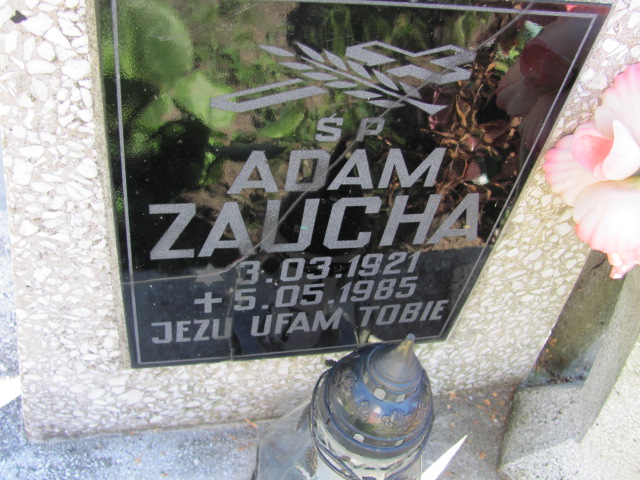 ŚP
ADAM
ZAUCHA
* 3.03.1921
+ 5.05.1985
JEZU UFAM TOBIE